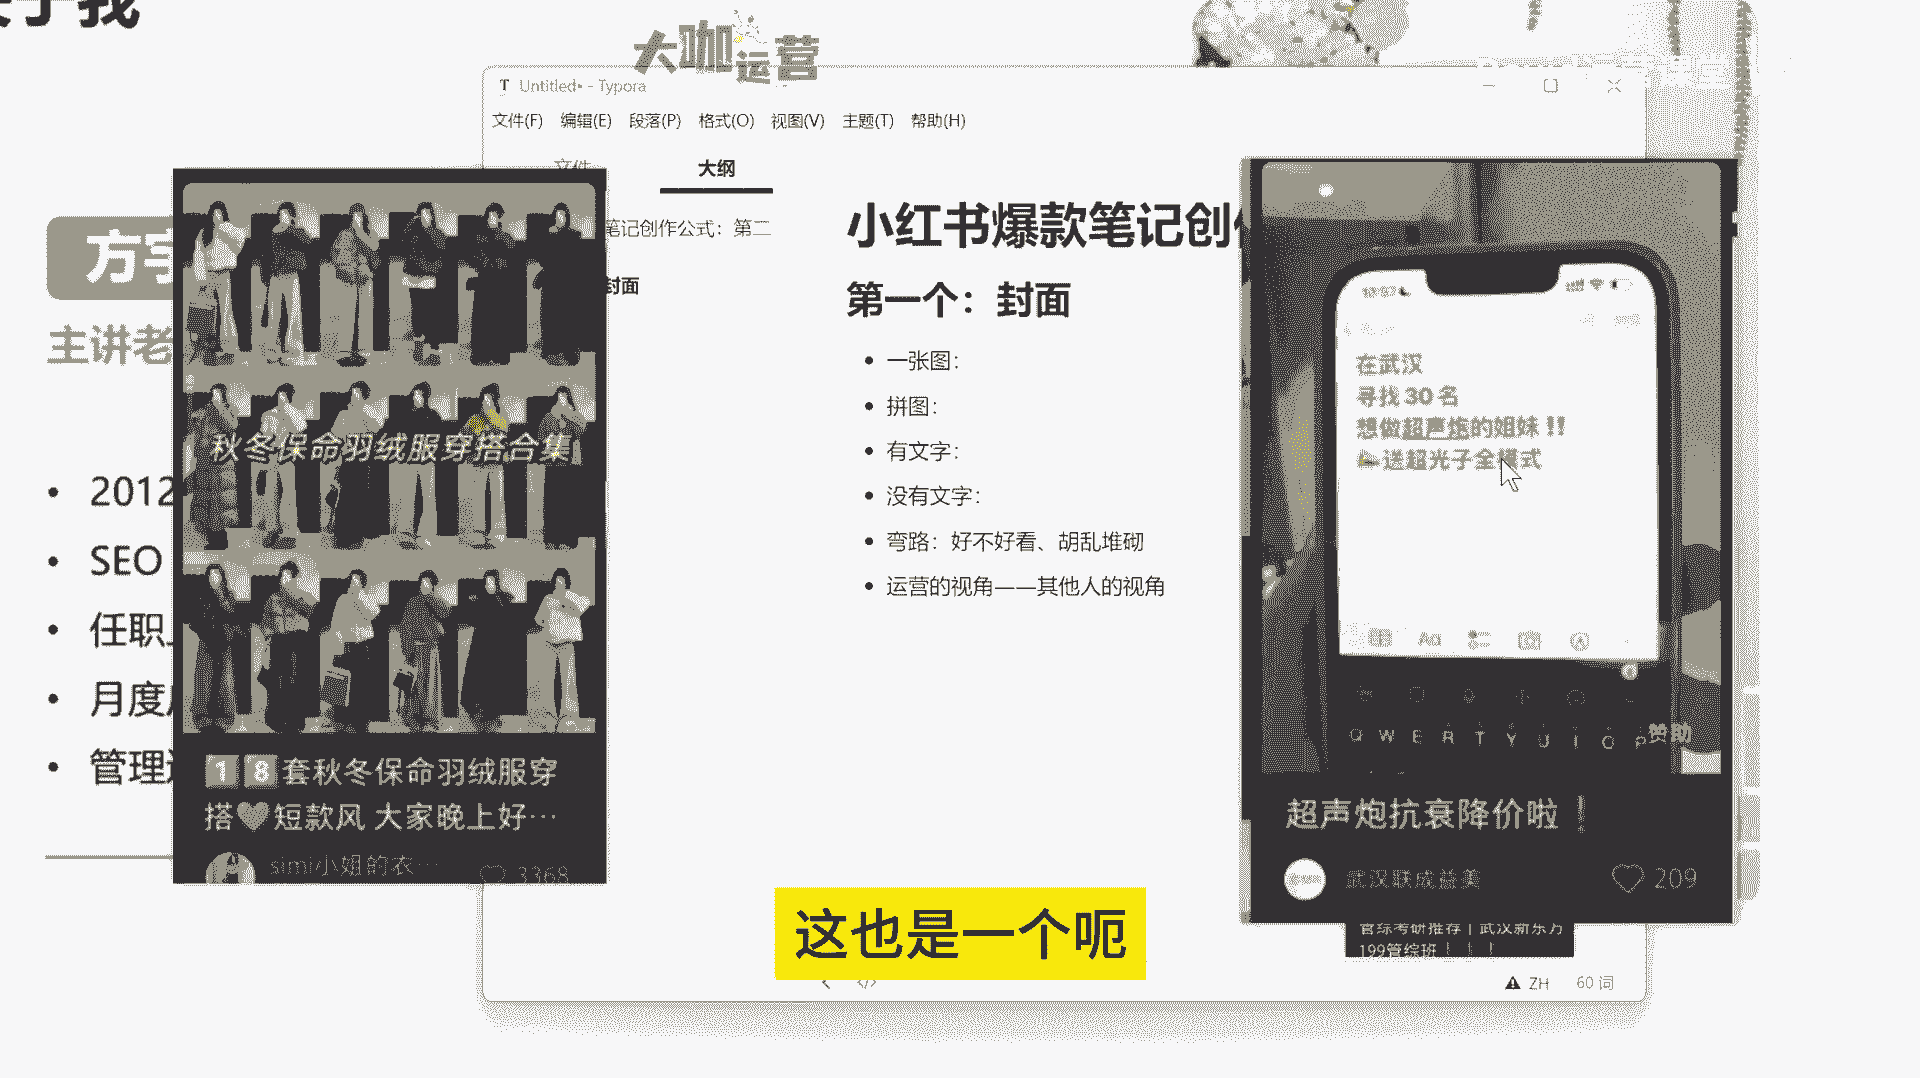 大咖运营
Untitled• - Typora
文件(F) 编辑(E) 段落(P) 格式(O) 视图(V) 主题(T) 帮助(H)
文件
大纲
笔记创作公式：第二
封面
小红书爆款笔记创
第一个：封面
一张图：
拼图：
有文字：
没有文字：
弯路：好不好看、胡乱堆砌
运营的视角——其他人的视角
主讲老
2012
SEO
任职
月度
管理
秋冬保命羽绒服穿搭合集
18套秋冬保命羽绒服穿
搭🖤短款风 大家晚上好…
simi小姐的衣…
3368
在武汉
寻找 30 名
想做超声炮的姐妹 ‼️
送超光子全模式
Aa
Q W E R T Y U I O P
赞助
超声炮抗衰降价啦！
武汉联成益美
209
管综考研推荐 | 武汉新东方
199管综班！！！
这也是一个呃
ZH
60 词